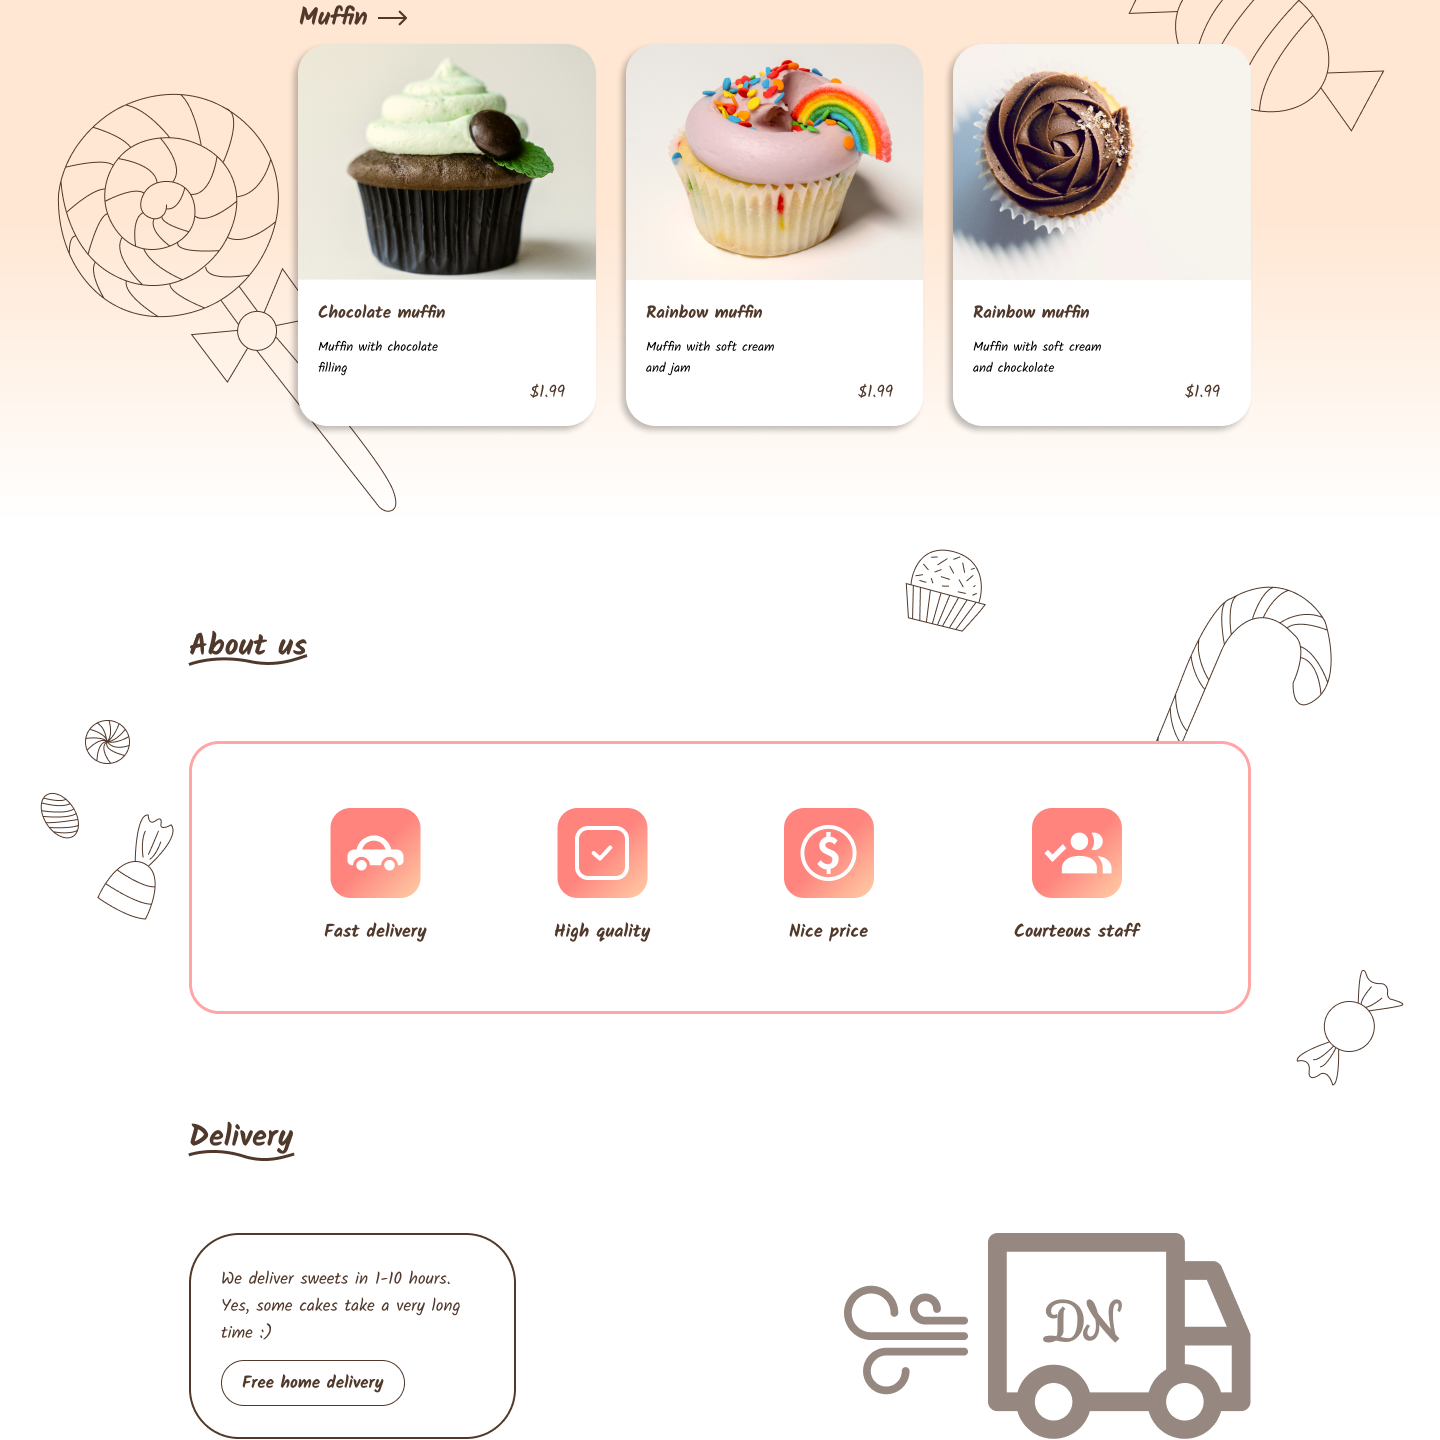 Muffin
Chocolate muffin
Muffin with chocolate
filling
$1.99
Rainbow muffin
Muffin with soft cream
and jam
$1.99
Rainbow muffin
Muffin with soft cream
and chockolate
$1.99
About us
Fast delivery
High quality
Nice price
Courteous staff
Delivery
We deliver sweets in 1-10 hours.
Yes, some cakes take a very long
time :)
Free home delivery
DN